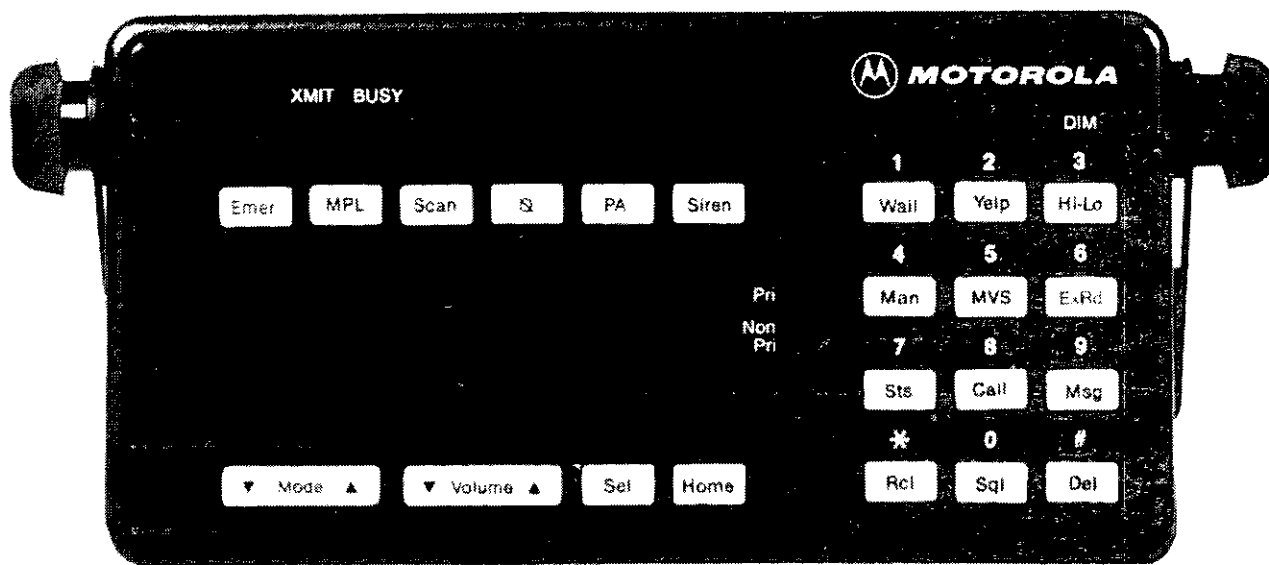 MOTOROLA
XMIT BUSY
DIM
1 2 3
Emer MPL Scan PA Siren
Wail Yelp Hi-Lo
4 5 6
Pri
Man MVS ExRd
Non
Pri
7 8 9
Sts Call Msg
* 0 #
▼ Mode ▲ ▼ Volume ▲ Sel Home
Rcl Sql Del